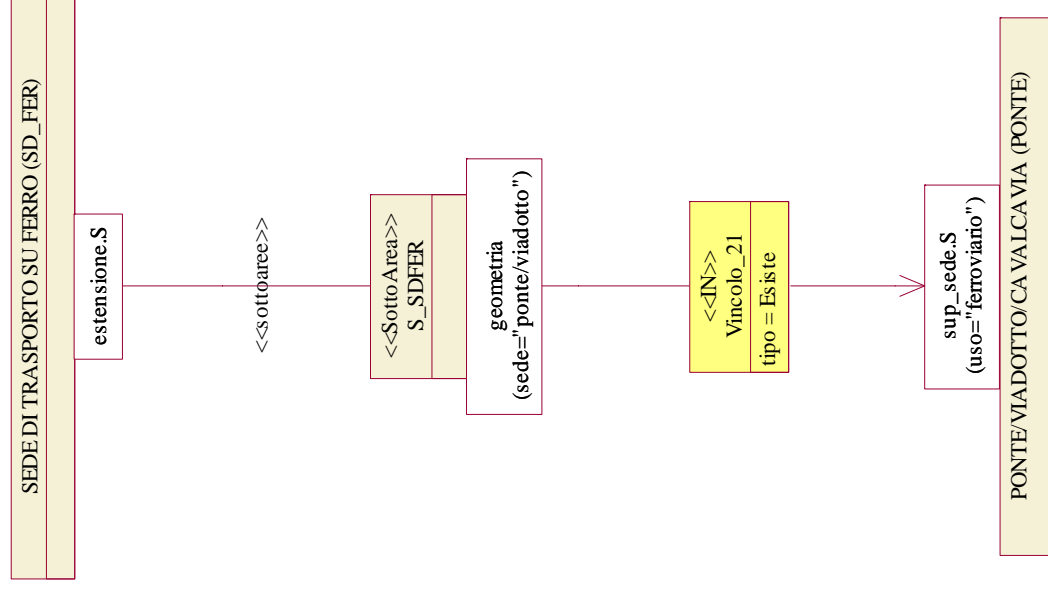 SEDE DI TRASPORTO SU FERRO (SD_FER)
estensione.S
<<sottoaree>>
<<SottoArea>>
S_SDFER
geometria
(sede="ponte/viadotto")
<<IN>>
Vincolo_21
tipo = Esiste
sup_sede.S
(uso="ferroviario")
PONTE/VIADOTTO/CAVALCAVIA (PONTE)